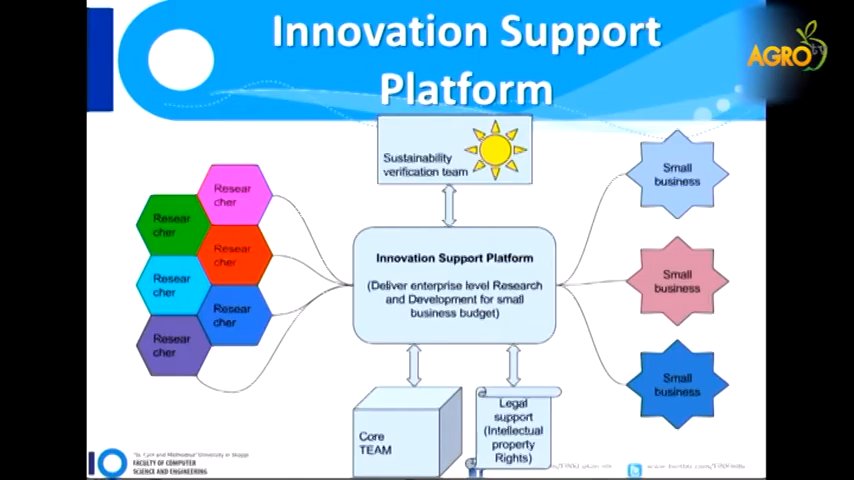 Innovation Support
Platform
AGRO
Sustainability
verification team
Resear
cher
Resear
cher
Resear
cher
Resear
cher
Resear
cher
Resear
cher
Innovation Support Platform
(Deliver enterprise level Research
and Development for small
business budget)
Small
business
Small
business
Small
business
Core
TEAM
Legal
support
(Intellectual
property
Rights)
FACULTY OF COMPUTER
SCIENCE AND ENGINEERING